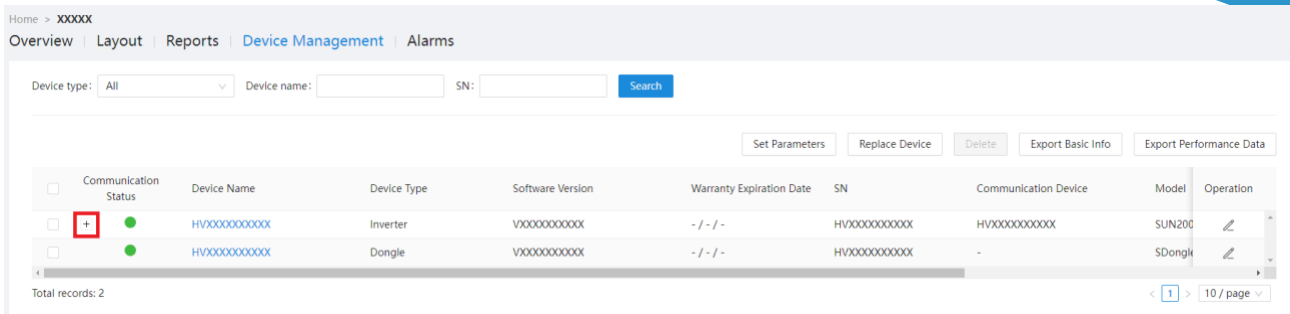 Home > XXXXX
Overview | Layout | Reports | Device Management | Alarms
Device type: All Device name: SN: Search
Set Parameters Replace Device Delete Export Basic Info Export Performance Data
Communication Status Device Name Device Type Software Version Warranty Expiration Date SN Communication Device Model Operation
+ HVXXXXXXXXXX Inverter VXXXXXXXXXX - / - / - HVXXXXXXXXXX HVXXXXXXXXXX SUN200
HVXXXXXXXXXX Dongle VXXXXXXXXXX - / - / - HVXXXXXXXXXX - SDongle
Total records: 2 < 1 > 10 / page